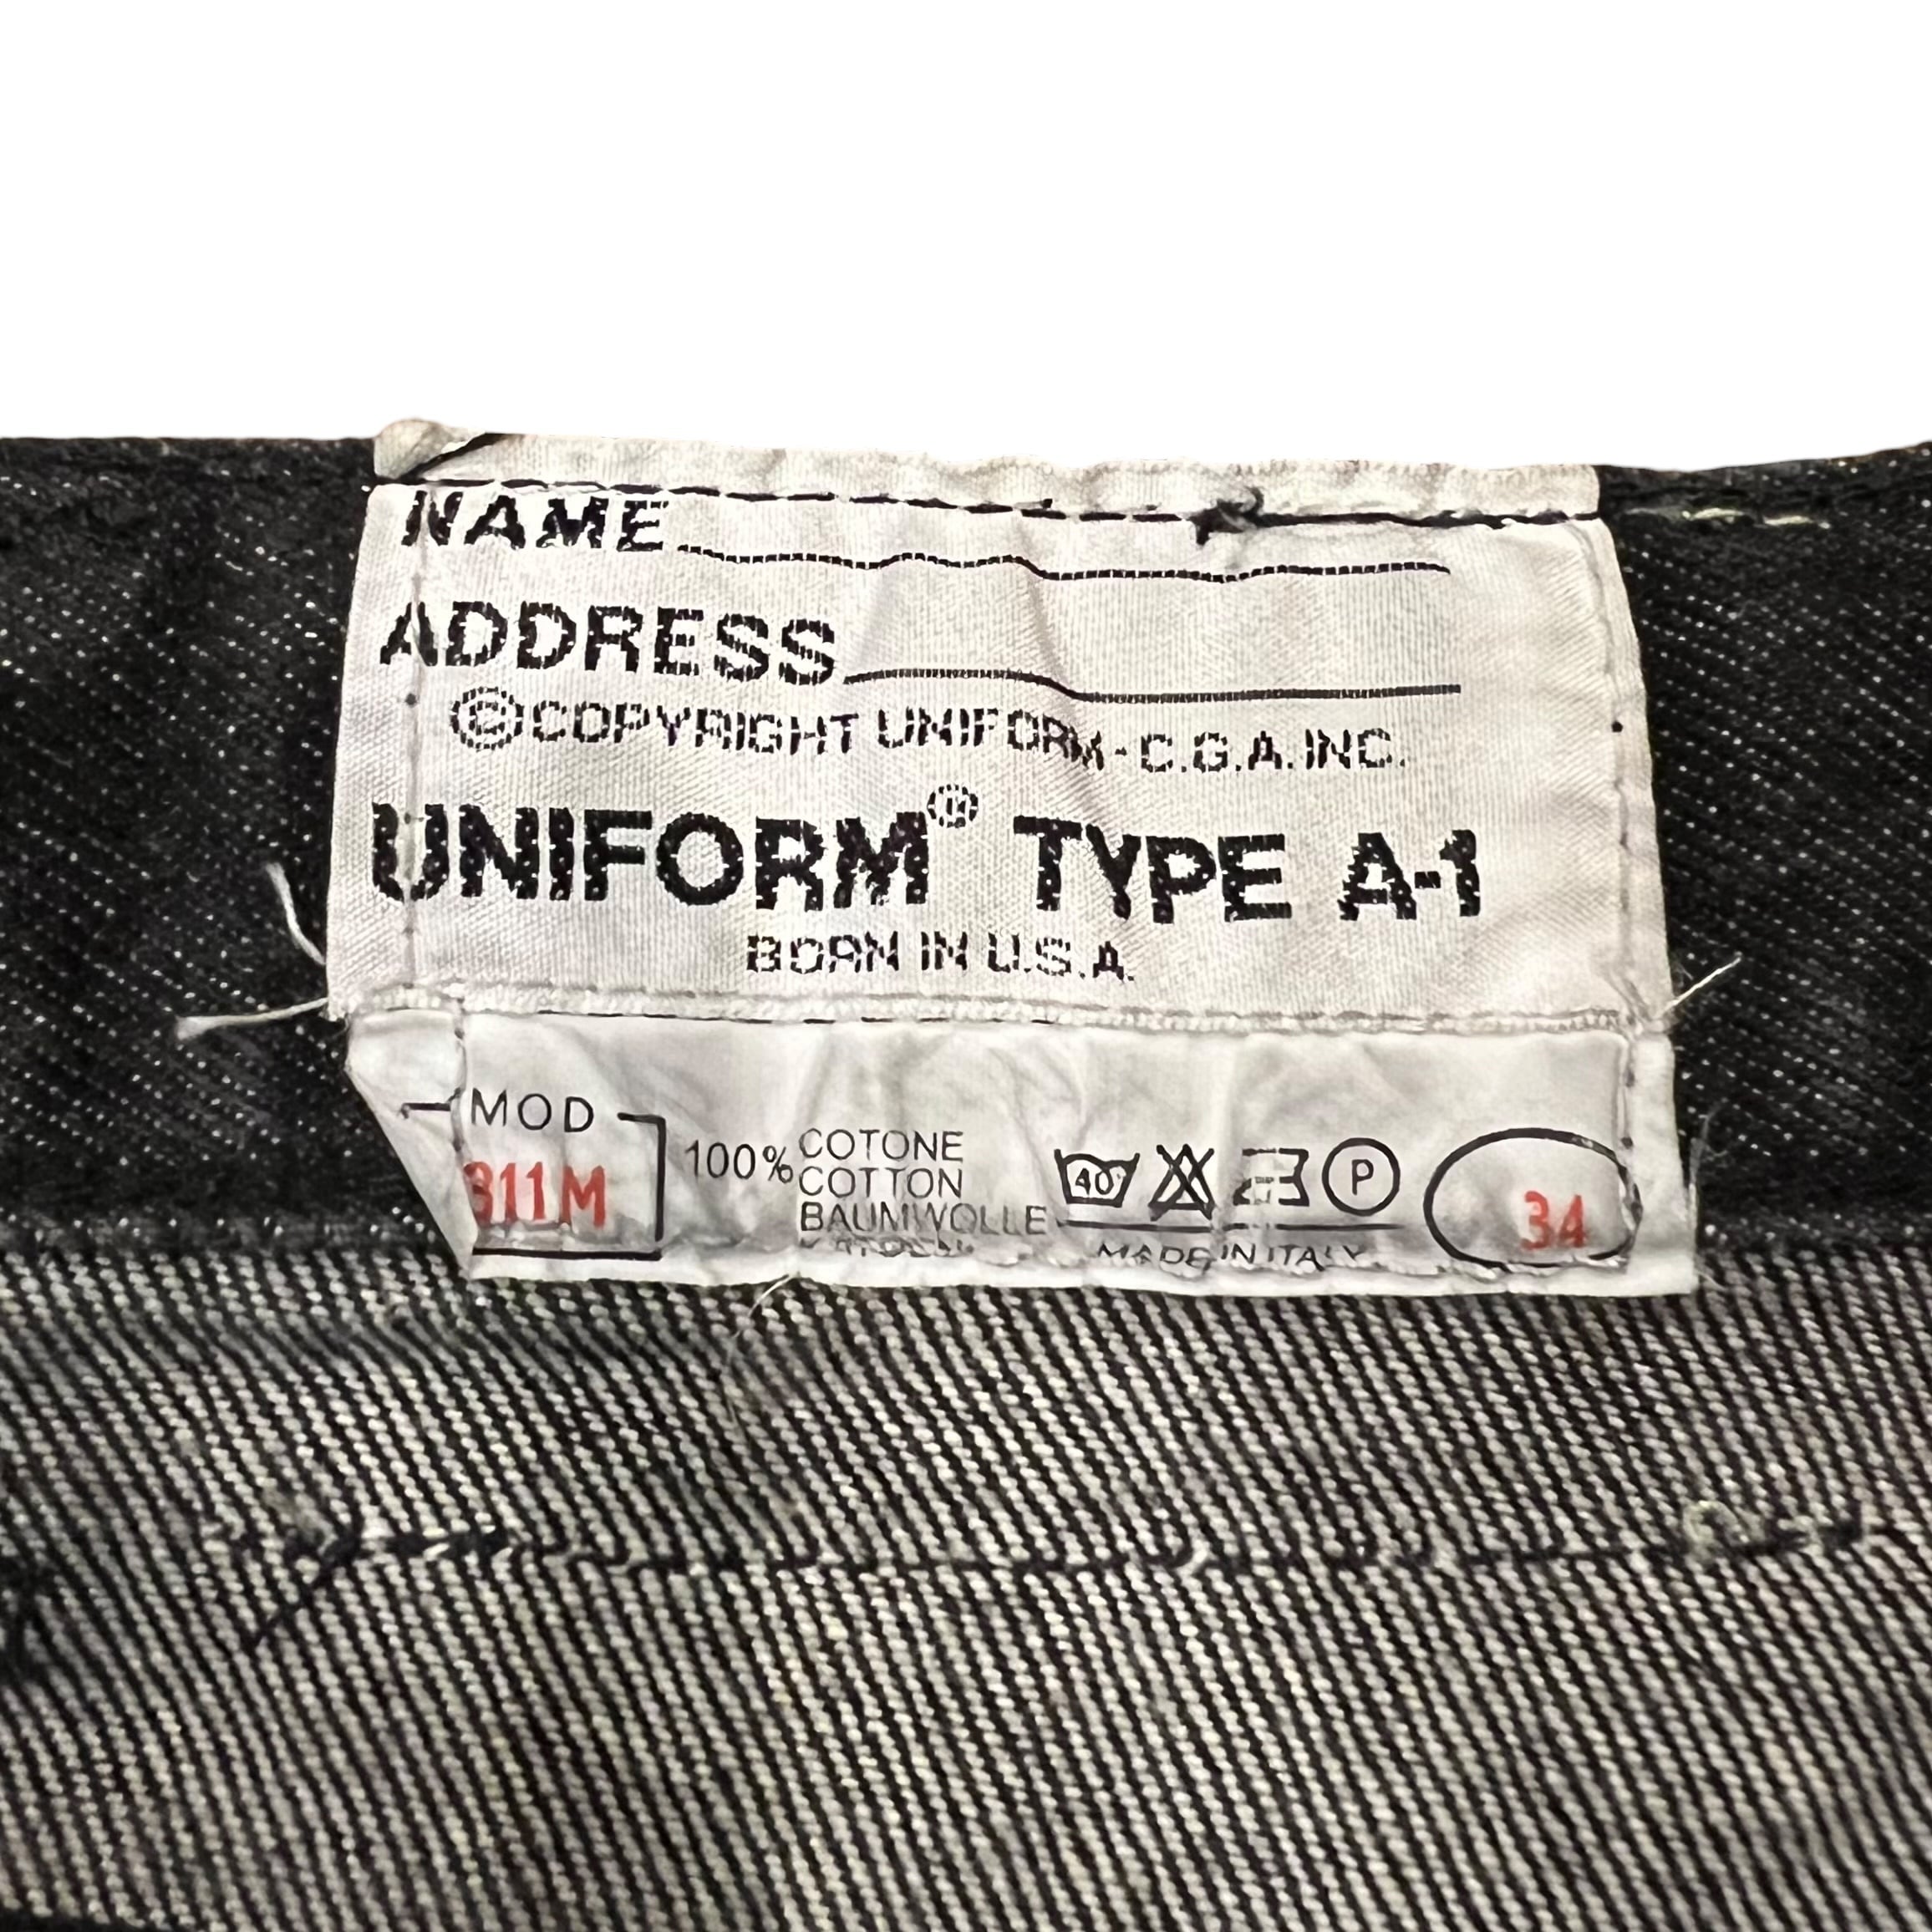 NAME
ADDRESS
©COPYRIGHT UNIFORM-C.G.A.INC.
UNIFORM® TYPE A-1
BORN IN U.S.A.
MOD
311M
100% COTONE
COTTON
BAUMWOLLE
40 P
MADE IN ITALY
34